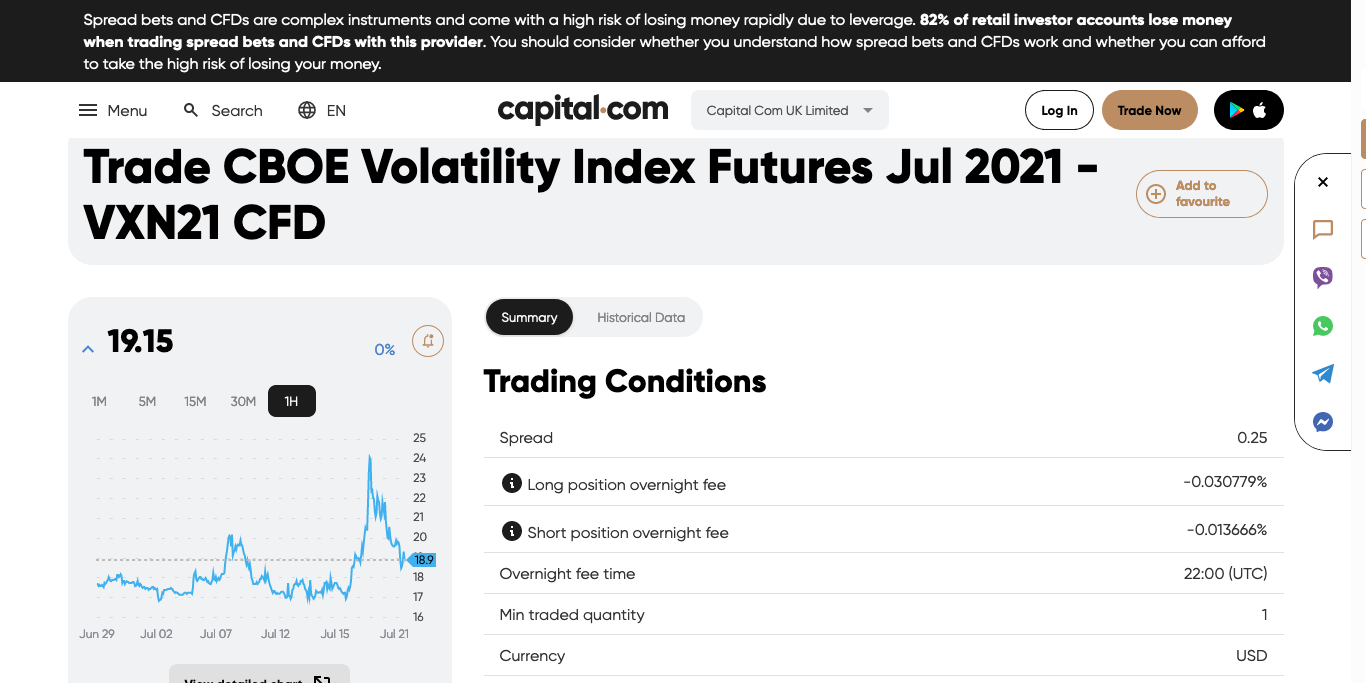 Spread bets and CFDs are complex instruments and come with a high risk of losing money rapidly due to leverage. 82% of retail investor accounts lose money
when trading spread bets and CFDs with this provider. You should consider whether you understand how spread bets and CFDs work and whether you can afford
to take the high risk of losing your money.
Menu Search EN capital.com Capital Com UK Limited Log In Trade Now
Trade CBOE Volatility Index Futures Jul 2021 -
VXN21 CFD
Add to
favourite
19.15
0%
1M 5M 15M 30M 1H
25
24
23
22
21
20
18.9
18
17
16
Jun 29 Jul 02 Jul 07 Jul 12 Jul 15 Jul 21
View detailed chart
Summary Historical Data
Trading Conditions
Spread 0.25
Long position overnight fee -0.030779%
Short position overnight fee -0.013666%
Overnight fee time 22:00 (UTC)
Min traded quantity 1
Currency USD